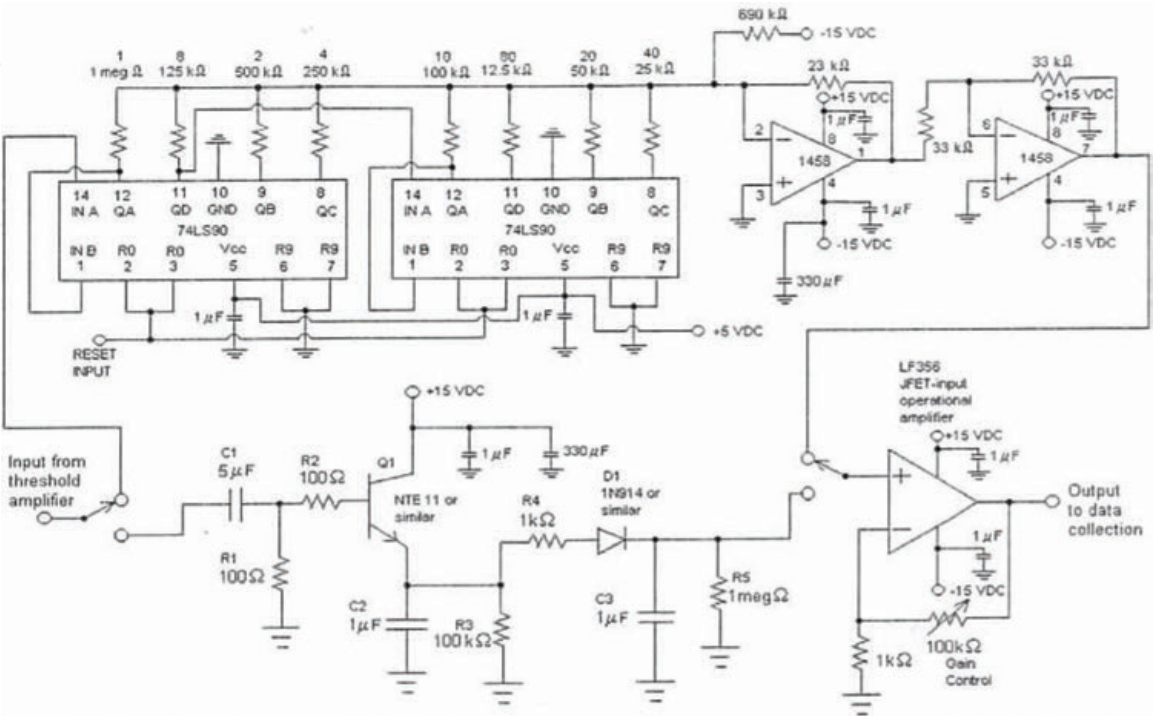 690 kΩ
-15 VDC
1 8 2 4 10 80 20 40
1 meg Ω 125 kΩ 500 kΩ 250 kΩ 100 kΩ 12.5 kΩ 50 kΩ 25 kΩ
23 kΩ
33 kΩ
+15 VDC
1 μF
+15 VDC
1 μF
2
8
1458
1
3
4
33 kΩ
6
8
1458
7
5
4
1 μF
-15 VDC
1 μF
-15 VDC
330 μF
14 12 11 10 9 8
IN A QA QD GND QB QC
74LS90
IN B R0 R0 Vcc R9 R9
1 2 3 5 6 7
14 12 11 10 9 8
IN A QA QD GND QB QC
74LS90
IN B R0 R0 Vcc R9 R9
1 2 3 5 6 7
1 μF
1 μF
+5 VDC
RESET
INPUT
LF356
JFET-input
operational
amplifier
+15 VDC
1 μF
+15 VDC
1 μF
330 μF
Input from
threshold
amplifier
C1
5 μF
R2
100Ω
Q1
NTE 11 or
similar
R4
1kΩ
D1
1N914 or
similar
Output
to data
collection
R1
100Ω
C2
1μF
R3
100kΩ
C3
1μF
R5
1megΩ
1μF
-15 VDC
1kΩ
100kΩ
Gain
Control